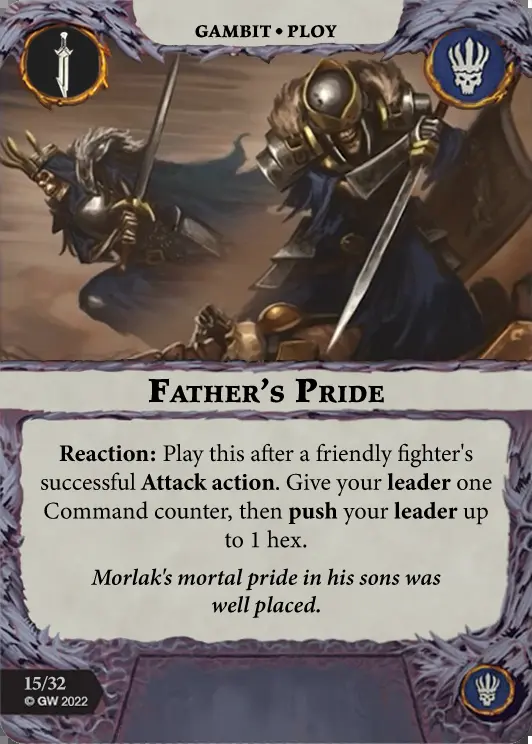 GAMBIT • PLOY
FATHER'S PRIDE
Reaction: Play this after a friendly fighter's
successful Attack action. Give your leader one
Command counter, then push your leader up
to 1 hex.
Morlak's mortal pride in his sons was
well placed.
15/32
© GW 2022